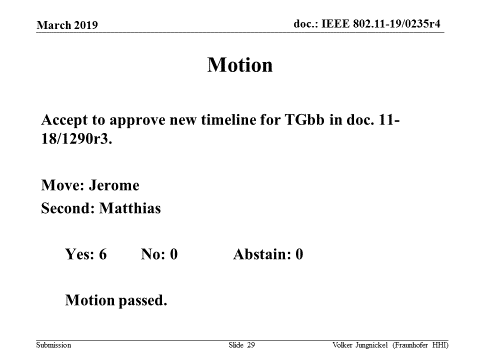 March 2019 doc.: IEEE 802.11-19/0235r4
Motion
Accept to approve new timeline for TGbb in doc. 11-
18/1290r3.
Move: Jerome
Second: Matthias
Yes: 6 No: 0 Abstain: 0
Motion passed.
Submission Slide 29 Volker Jungnickel (Fraunhofer HHI)